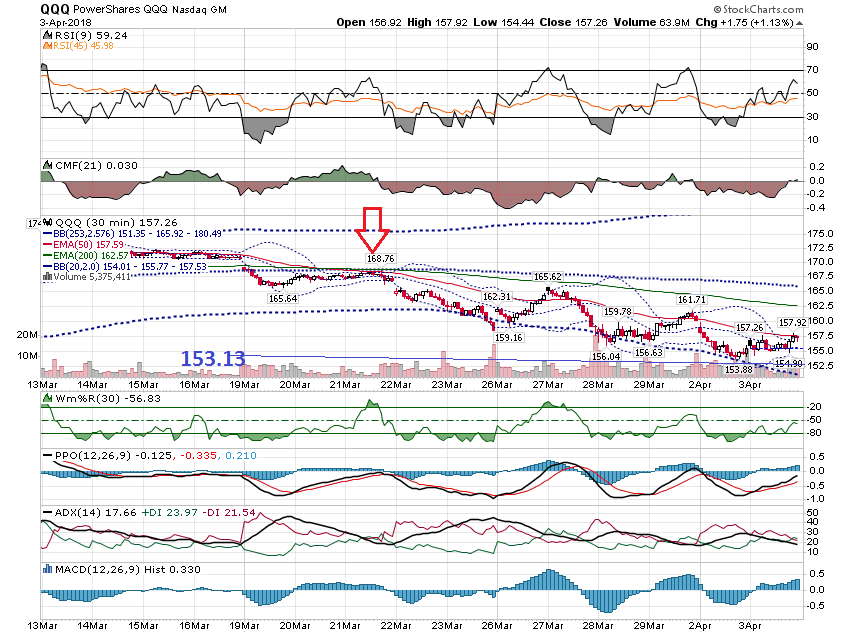 QQQ PowerShares QQQ Nasdaq GM
© StockCharts.com
3-Apr-2018
Open 156.92 High 157.92 Low 154.44 Close 157.26 Volume 63.9M Chg +1.75 (+1.13%)
RSI(9) 59.24
RSI(45) 45.98
90
70
50
30
10
CMF(21) 0.030
0.2
0.0
-0.2
-0.4
QQQ (30 min) 157.26
BB(253,2.576) 151.35 - 165.92 - 180.49
EMA(50) 157.59
EMA(200) 162.57
BB(20,2.0) 154.01 - 155.77 - 157.53
Volume 5,375,411
168.76
165.64
162.31
159.16
165.62
156.04
159.78
156.63
161.71
153.88
157.26
157.92
154.90
153.13
175.0
172.5
170.0
167.5
165.0
162.5
160.0
157.5
155.0
152.5
20M
10M
13Mar 14Mar 15Mar 16Mar 19Mar 20Mar 21Mar 22Mar 23Mar 26Mar 27Mar 28Mar 29Mar 2Apr 3Apr
Wm%R(30) -56.83
-20
-50
-80
PPO(12,26,9) -0.125, -0.335, 0.210
0.5
0.0
-0.5
-1.0
ADX(14) 17.66 +DI 23.97 -DI 21.54
50
40
30
20
10
MACD(12,26,9) Hist 0.330
0.5
0.0
-0.5
13Mar 14Mar 15Mar 16Mar 19Mar 20Mar 21Mar 22Mar 23Mar 26Mar 27Mar 28Mar 29Mar 2Apr 3Apr